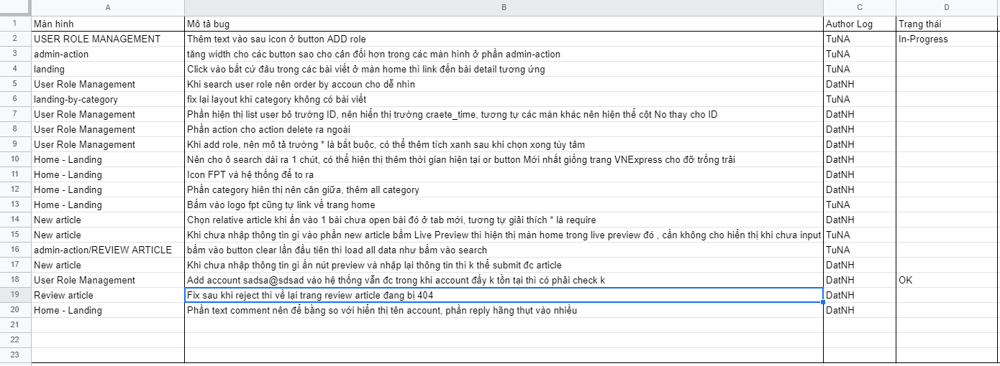 A B C D
1 Màn hình Mô tả bug Author Log Trạng thái
2 USER ROLE MANAGEMENT Thêm text vào sau icon ở button ADD role TuNA In-Progress
3 admin-action tăng width cho các button sao cho cân đối hơn trong các màn hình ở phần admin-action TuNA
4 landing Click vào bất cứ đâu trong các bài viết ở màn home thì link đến bài detail tương ứng TuNA
5 User Role Management Khi search user role nên order by accoun cho dễ nhìn DatNH
6 landing-by-category fix lại layout khi category không có bài viết TuNA
7 User Role Management Phần hiện thị list user bỏ trường ID, nên hiển thị trường craete_time, tương tự các màn khác nên hiện thể cột No thay cho ID DatNH
8 User Role Management Phần action cho action delete ra ngoài DatNH
9 User Role Management Khi add role, nên mô tả trường * là bắt buộc, có thể thêm tích xanh sau khi chọn xong tùy tâm DatNH
10 Home - Landing Nên cho ô search dài ra 1 chút, có thể hiện thị thêm thời gian hiện tại or button Mới nhất giống trang VNExpress cho đỡ trống trải DatNH
11 Home - Landing Icon FPT và hệ thống để to ra DatNH
12 Home - Landing Phần category hiên thị nên căn giữa, thêm all category DatNH
13 Home - Landing Bấm vào logo fpt cũng tự link về trang home TuNA
14 New article Chọn relative article khi ấn vào 1 bài chưa open bài đó ở tab mới, tương tự giải thích * là require DatNH
15 New article Khi chưa nhập thông tin gì vào phần new article bấm Live Preview thì hiện thị màn home trong live preview đó , cần không cho hiển thị khi chưa input TuNA
16 admin-action/REVIEW ARTICLE bấm vào button clear lần đầu tiên thì load all data như bấm vào search TuNA
17 New article Khi chưa nhập thông tin gì ấn nút preview và nhập lại thông tin thì k thể submit đc article DatNH
18 User Role Management Add account sadsa@sdsad vào hệ thống vẫn đc trong khi account đấy k tồn tại thì có phải check k DatNH OK
19 Review article Fix sau khi reject thì về lại trang review article đang bị 404 DatNH
20 Home - Landing Phần text comment nên để bằng so với hiển thị tên account, phần reply hãng thụt vào nhiều DatNH
21
22
23